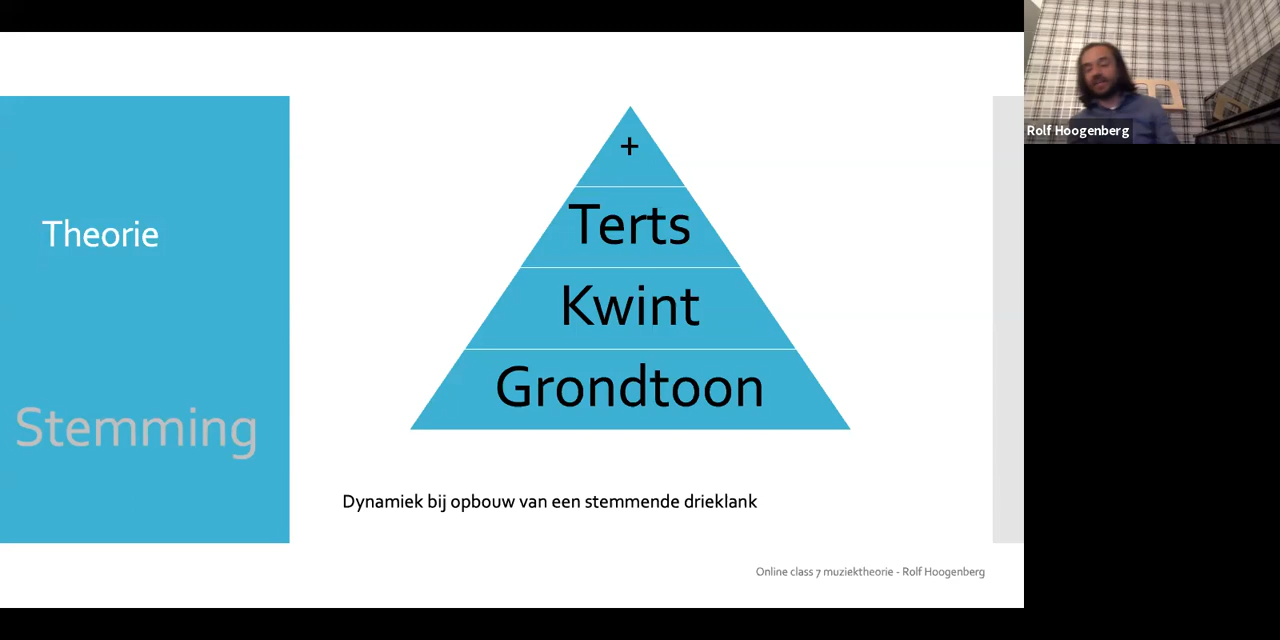 Theorie
Stemming
+
Terts
Kwint
Grondtoon
Dynamiek bij opbouw van een stemmende drieklank
Online class 7 muziektheorie - Rolf Hoogenberg
Rolf Hoogenberg